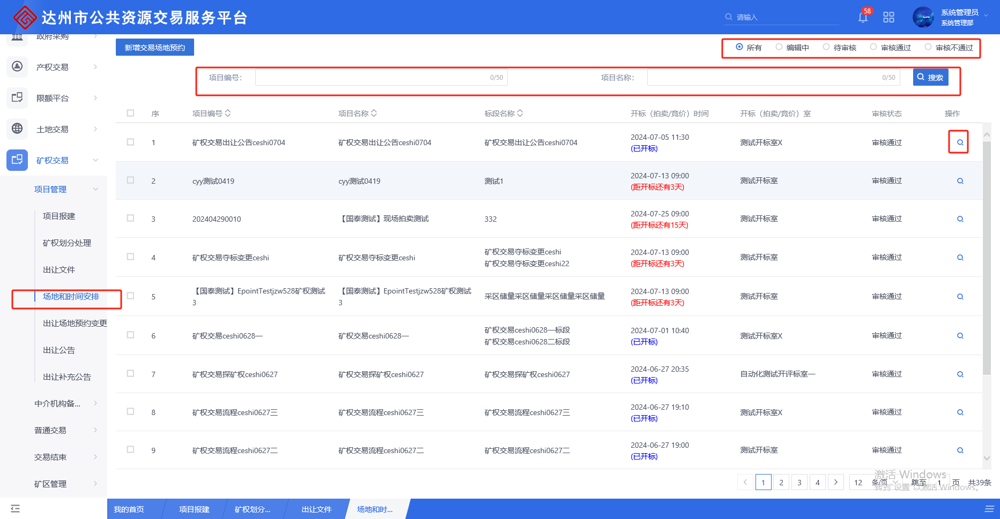 达州市公共资源交易服务平台
请输入
58
系统管理员
系统管理部
政府采购
产权交易
限额平台
土地交易
矿权交易
项目管理
项目报建
矿权划分处理
出让文件
场地和时间安排
出让场地预约变更
出让公告
出让补充公告
中介机构备...
普通交易
交易结束
矿区管理
新增交易场地预约
所有 编辑中 待审核 审核通过 审核不通过
项目编号： 0/50 项目名称： 0/50 搜索
序 项目编号 项目名称 标段名称 开标（拍卖/竞价）时间 开标（拍卖/竞价）室 审核状态 操作
1 矿权交易出让公告ceshi0704 矿权交易出让公告ceshi0704 矿权交易出让公告ceshi0704 2024-07-05 11:30 测试开标室X 审核通过
(已开标)
2 cyy测试0419 cyy测试0419 测试1 2024-07-13 09:00 测试开标室 审核通过
(距开标还有3天)
3 202404290010 【国泰测试】现场拍卖测试 332 2024-07-25 09:00 测试开标室 审核通过
(距开标还有15天)
4 矿权交易夺标变更ceshi 矿权交易夺标变更ceshi 矿权交易夺标变更ceshi 2024-07-13 09:00 测试开标室 审核通过
矿权交易夺标变更ceshi22 (距开标还有3天)
5 【国泰测试】EpointTestjzw528矿权测试 【国泰测试】EpointTestjzw528矿权测试 采区储量采区储量采区储量采区储量 2024-07-13 09:00 测试开标室 审核通过
3 3 (距开标还有3天)
6 矿权交易ceshi0628一 矿权交易ceshi0628一 矿权交易ceshi0628一标段 2024-07-01 10:40 测试开标室X 审核通过
矿权交易ceshi0628二标段 (已开标)
7 矿权交易探矿权ceshi0627 矿权交易探矿权ceshi0627 矿权交易探矿权ceshi0627 2024-06-27 20:35 自动化测试开评标室一 审核通过
(已开标)
8 矿权交易流程ceshi0627三 矿权交易流程ceshi0627三 矿权交易流程ceshi0627三 2024-06-27 19:10 测试开标室X 审核通过
(已开标)
9 矿权交易流程ceshi0627二 矿权交易流程ceshi0627二 矿权交易流程ceshi0627二 2024-06-27 19:00 测试开标室 审核通过
(已开标)
1 2 3 4 12 条/页 跳至 1 页 共39条
激活 Windows
转到"设置"以激活 Windows。
我的首页 项目报建 矿权划分... 出让文件 场地和时...